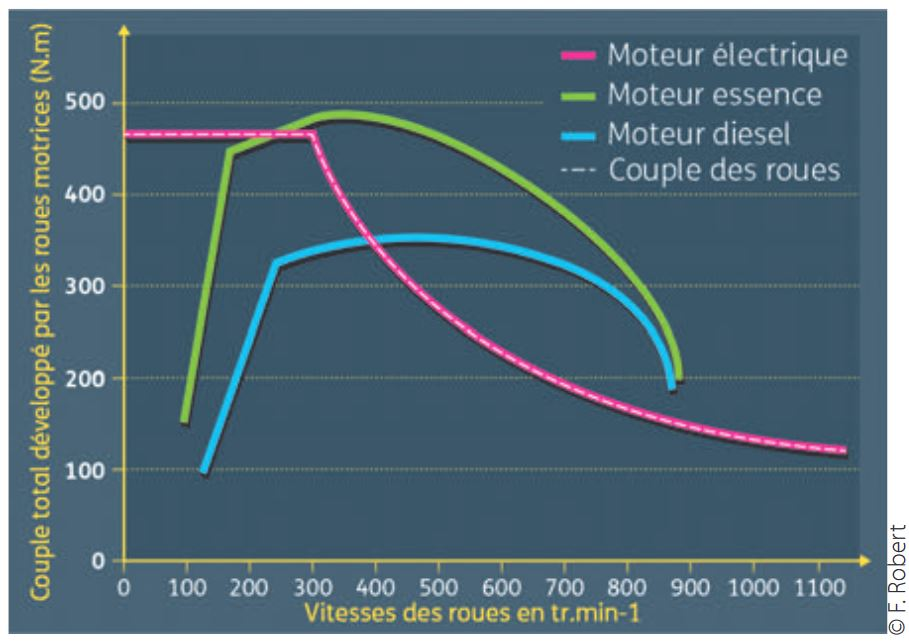 Couple total développé par les roues motrices (N.m)
500
400
300
200
100
0
Moteur électrique
Moteur essence
Moteur diesel
Couple des roues
0 100 200 300 400 500 600 700 800 900 1000 1100
Vitesses des roues en tr.min-1
© F. Robert